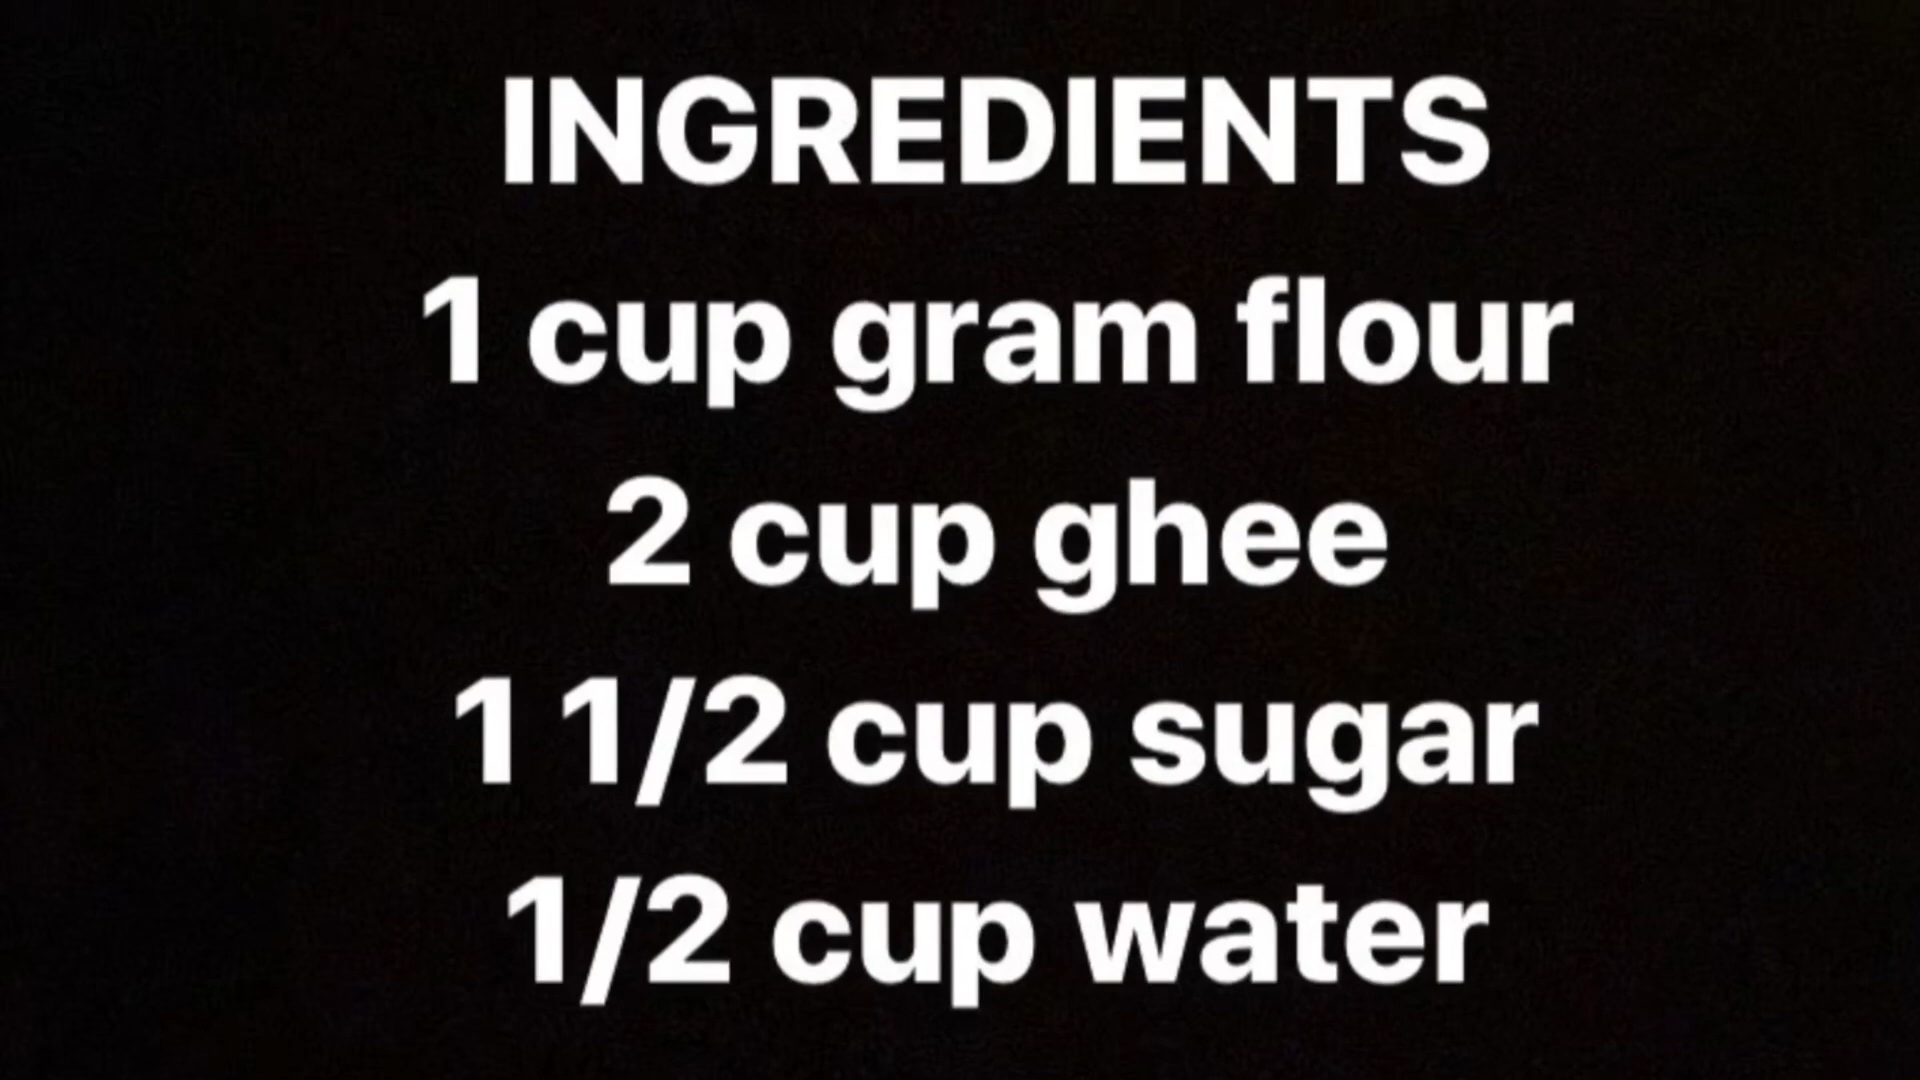 INGREDIENTS
1 cup gram flour
2 cup ghee
1 1/2 cup sugar
1/2 cup water